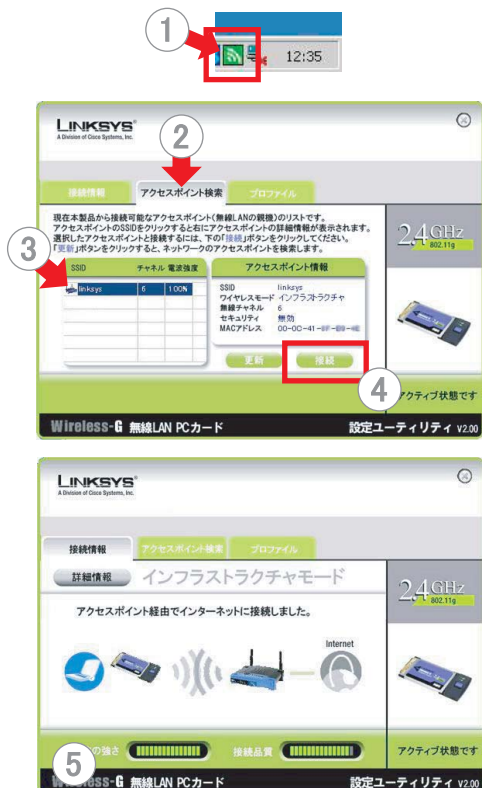 1
12:35
LINKSYS®
A Division of Cisco Systems, Inc.
2
接続情報
アクセスポイント検索
プロファイル
現在本製品から接続可能なアクセスポイント(無線LANの親機)のリストです。
アクセスポイントのSSIDをクリックすると右にアクセスポイントの詳細情報が表示されます。
選択したアクセスポイントと接続するには、下の「接続」ボタンをクリックしてください。
「更新」ボタンをクリックすると、ネットワークのアクセスポイントを検索します。
3
SSID チャネル 電波強度
linksys 6 100%
アクセスポイント情報
SSID linksys
ワイヤレスモード インフラストラクチャ
無線チャネル 6
セキュリティ 無効
MACアドレス 00-0C-41-
更新
接続
4
2.4GHz
802.11g
アクティブ状態です
Wireless-G 無線LAN PCカード
設定ユーティリティ V2.00
LINKSYS®
A Division of Cisco Systems, Inc.
接続情報
アクセスポイント検索
プロファイル
詳細情報
インフラストラクチャモード
アクセスポイント経由でインターネットに接続しました。
Internet
2.4GHz
802.11g
の強さ
接続品質
アクティブ状態です
5
ess-G 無線LAN PCカード
設定ユーティリティ V2.00